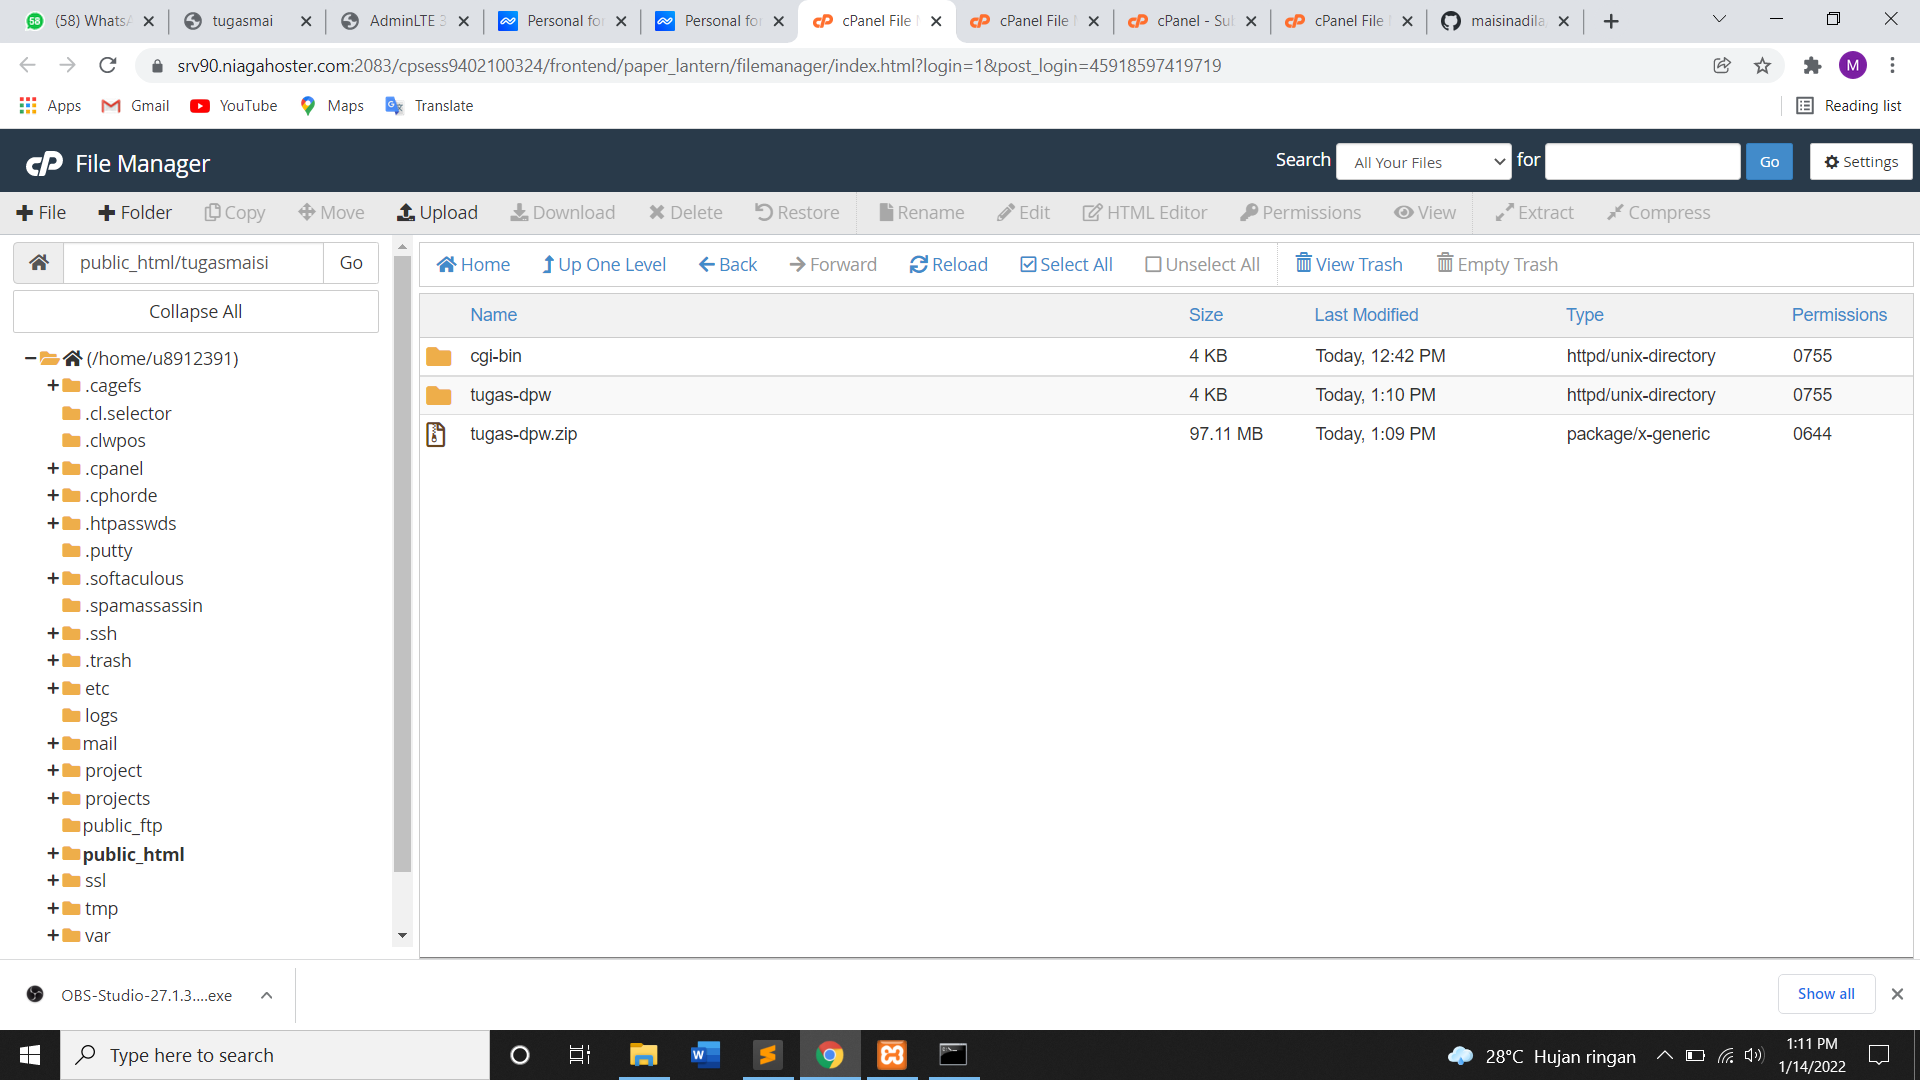 (58) WhatsA
tugasmai
AdminLTE 3
Personal for
Personal for
cPanel File M
cPanel File M
cPanel - Sub
cPanel File M
maisinadila
srv90.niagahoster.com:2083/cpsess9402100324/frontend/paper_lantern/filemanager/index.html?login=1&post_login=45918597419719
M
Apps
Gmail
YouTube
Maps
Translate
Reading list
cP File Manager
Search
All Your Files
for
Go
Settings
File
Folder
Copy
Move
Upload
Download
Delete
Restore
Rename
Edit
HTML Editor
Permissions
View
Extract
Compress
public_html/tugasmaisi
Go
Collapse All
(/home/u8912391)
.cagefs
.cl.selector
.clwpos
.cpanel
.cphorde
.htpasswds
.putty
.softaculous
.spamassassin
.ssh
.trash
etc
logs
mail
project
projects
public_ftp
public_html
ssl
tmp
var
Home
Up One Level
Back
Forward
Reload
Select All
Unselect All
View Trash
Empty Trash
Name Size Last Modified Type Permissions
cgi-bin 4 KB Today, 12:42 PM httpd/unix-directory 0755
tugas-dpw 4 KB Today, 1:10 PM httpd/unix-directory 0755
tugas-dpw.zip 97.11 MB Today, 1:09 PM package/x-generic 0644
OBS-Studio-27.1.3....exe
Show all
Type here to search
28°C Hujan ringan
1:11 PM
1/14/2022